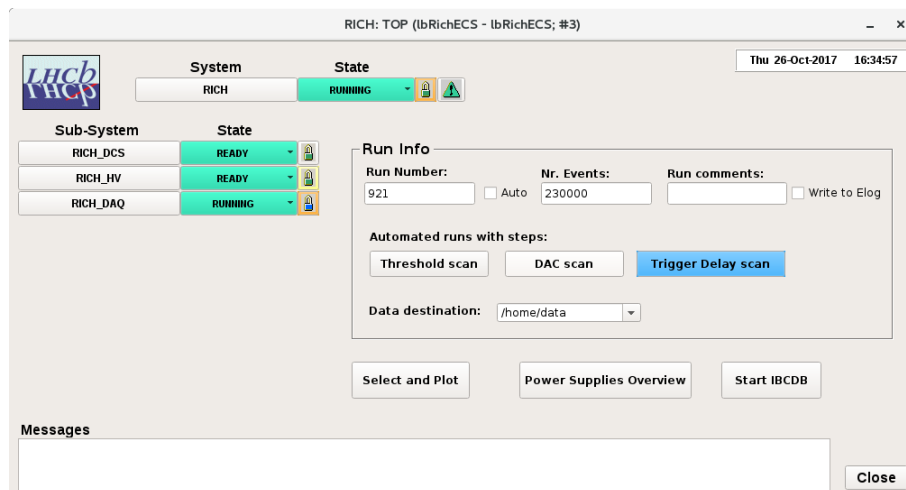 RICH: TOP (lbRichECS - lbRichECS; #3)
LHCb
Thu 26-Oct-2017 16:34:57
System State
RICH RUNNING
Sub-System State
RICH_DCS READY
RICH_HV READY
RICH_DAQ RUNNING
Run Info
Run Number: Nr. Events: Run comments:
921 Auto 230000 Write to Elog
Automated runs with steps:
Threshold scan DAC scan Trigger Delay scan
Data destination: /home/data
Select and Plot Power Supplies Overview Start IBCDB
Messages
Close